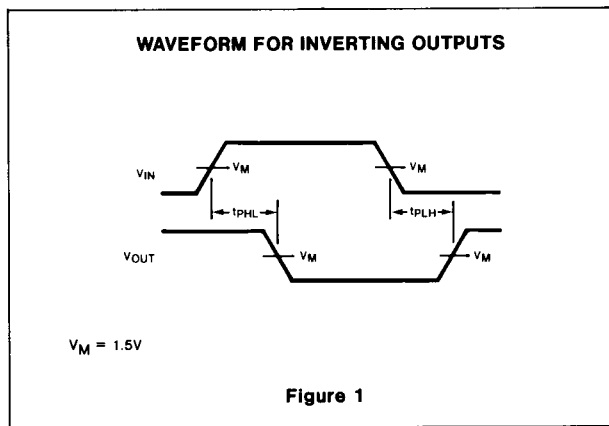 WAVEFORM FOR INVERTING OUTPUTS
VIN VM VM
tPHL tPLH
VOUT VM VM
VM = 1.5V
Figure 1